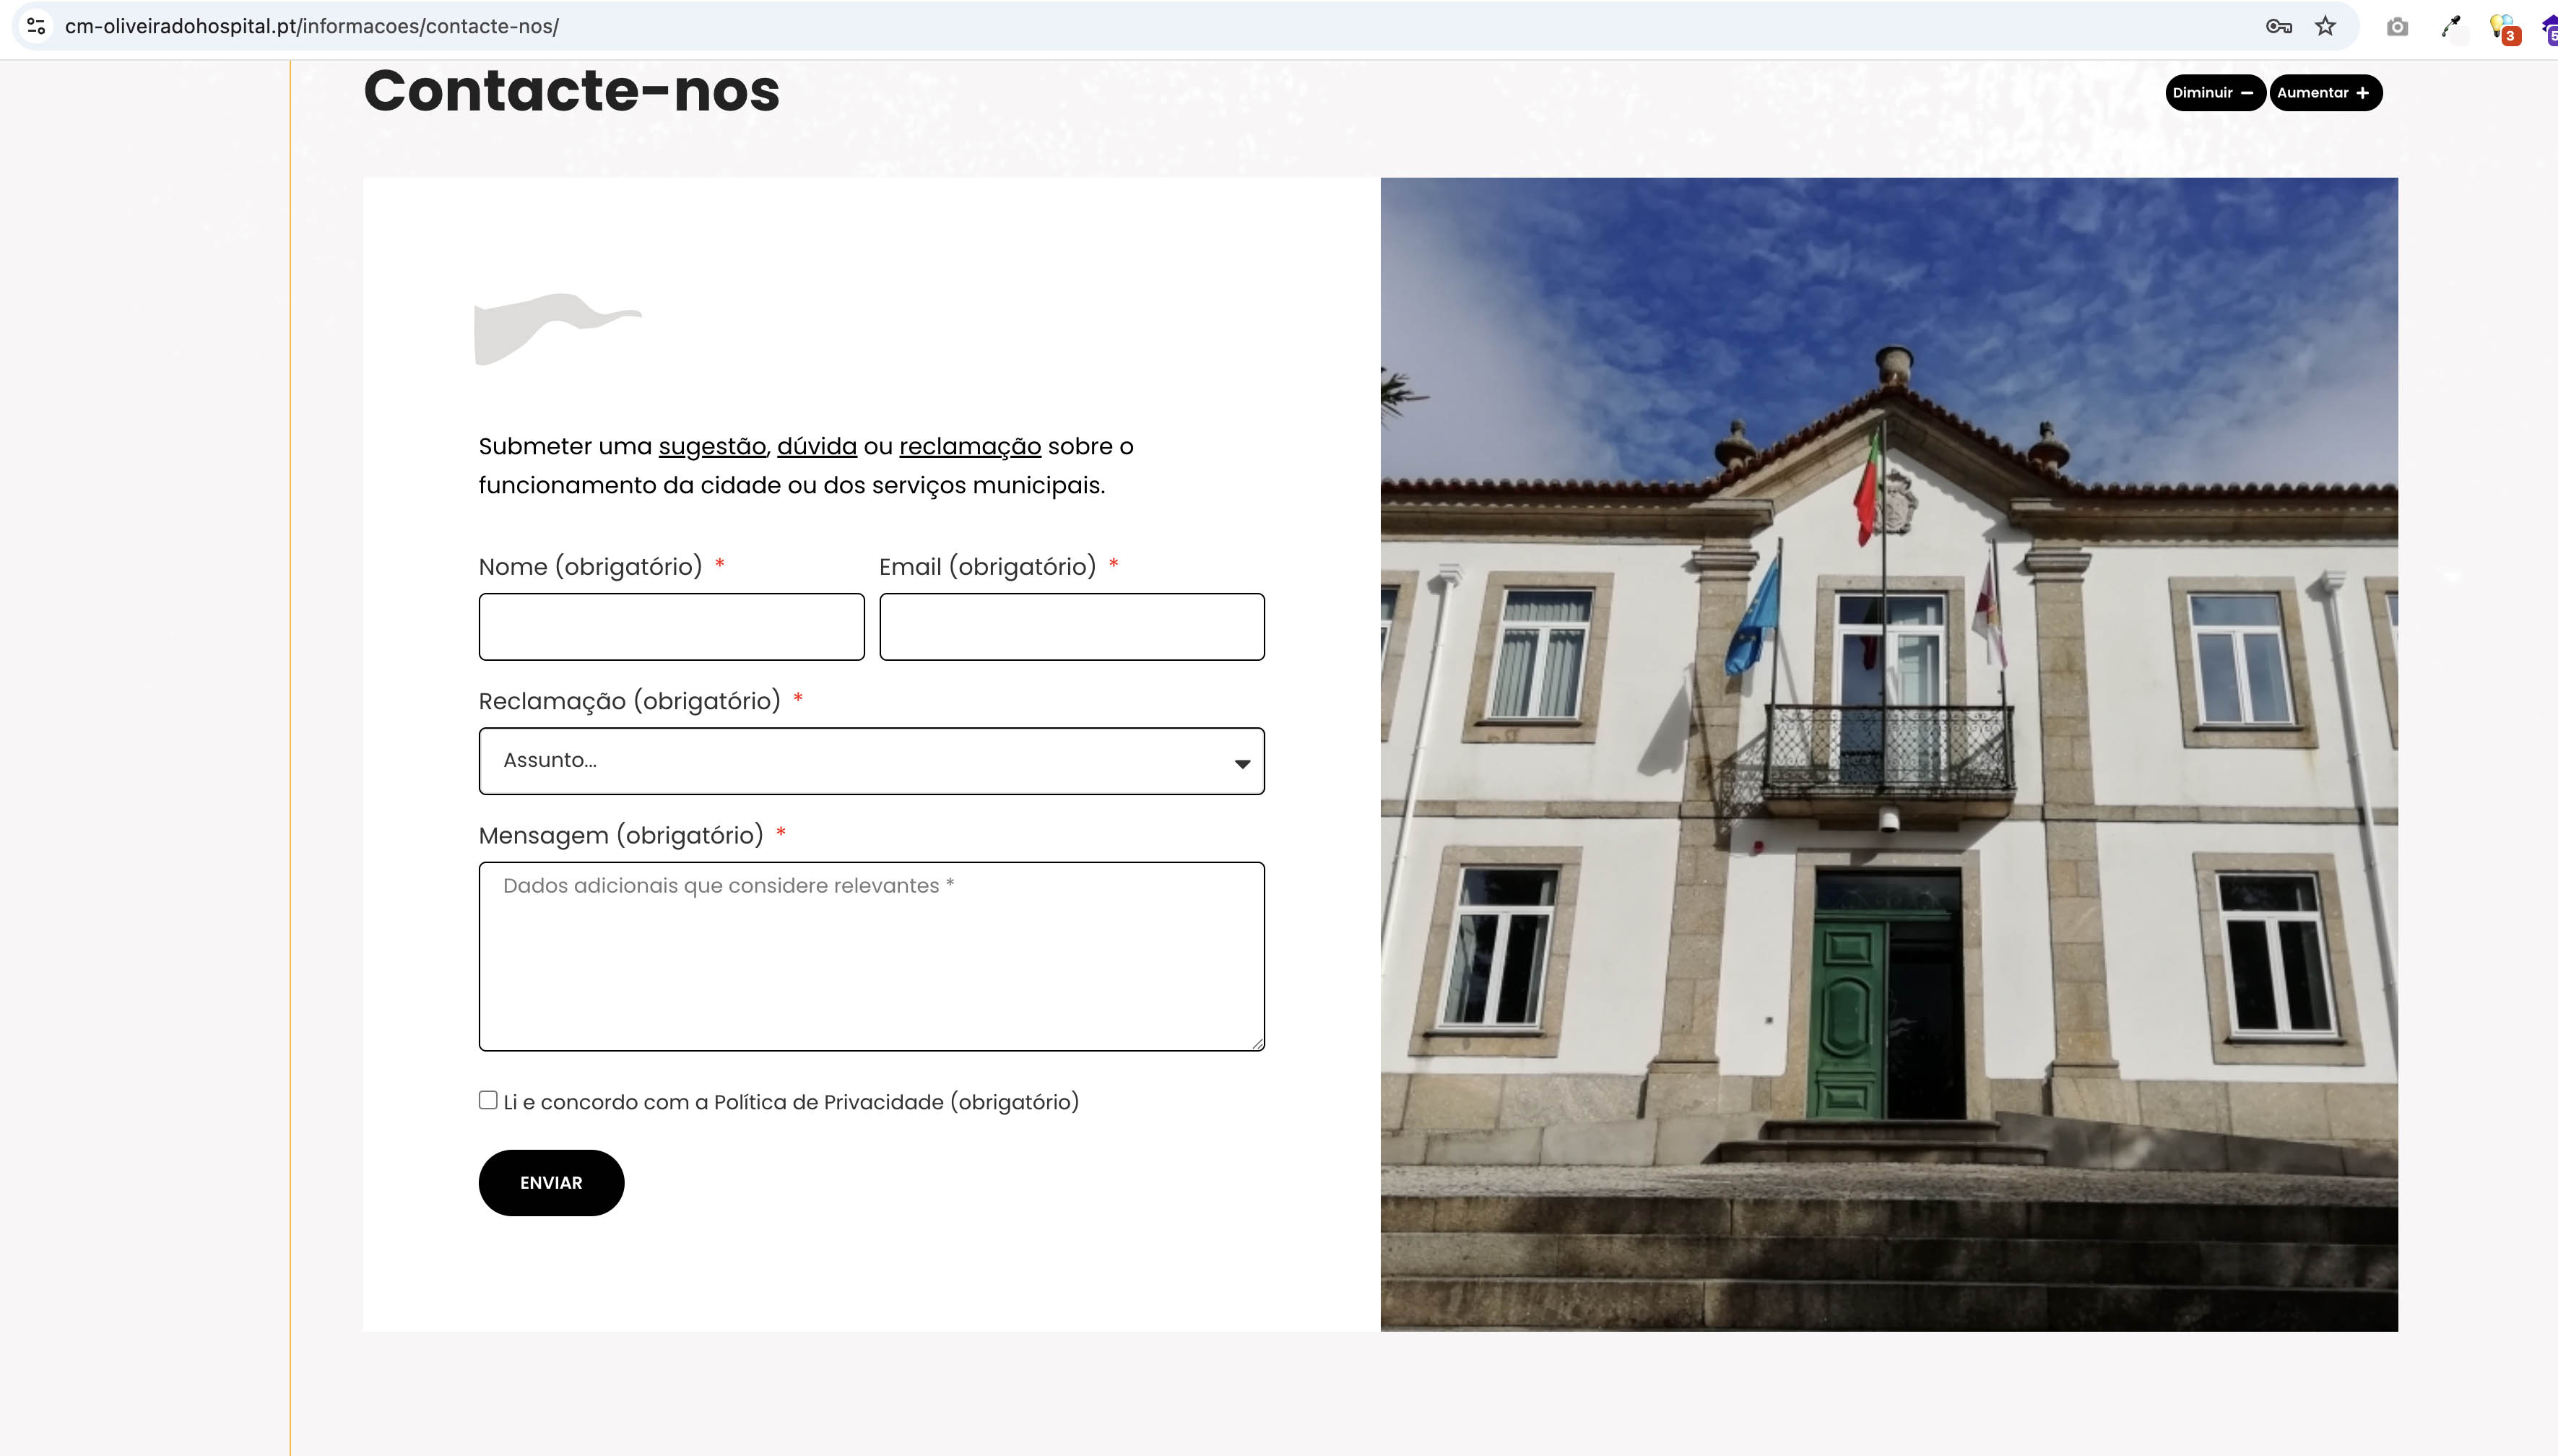 cm-oliveiradohospital.pt/informacoes/contacte-nos/
3
5
Contacte-nos
Diminuir −
Aumentar +
Submeter uma sugestão, dúvida ou reclamação sobre o
funcionamento da cidade ou dos serviços municipais.
Nome (obrigatório) *
Email (obrigatório) *
Reclamação (obrigatório) *
Assunto...
Mensagem (obrigatório) *
Dados adicionais que considere relevantes *
Li e concordo com a Política de Privacidade (obrigatório)
ENVIAR